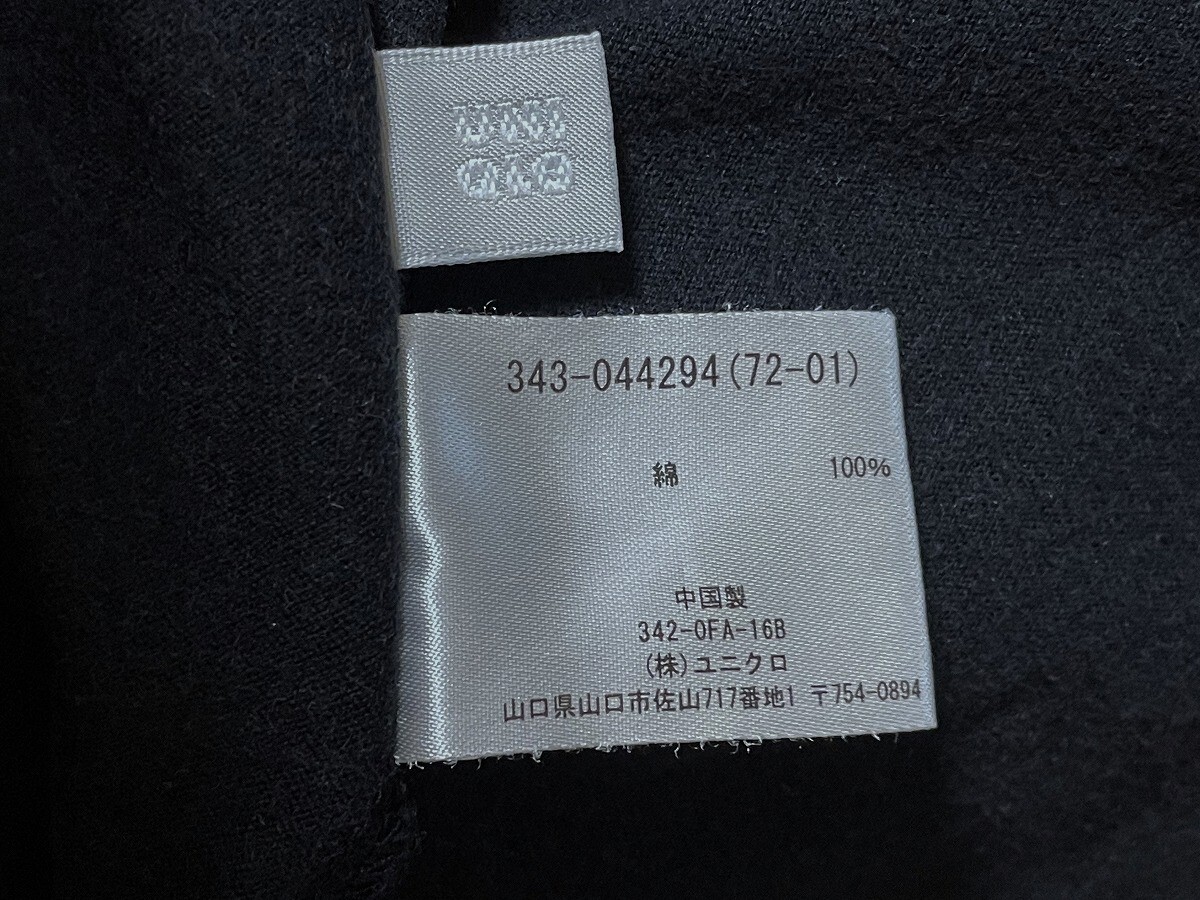 UNI
QLO
343-044294(72-01)
綿 100%
中国製
342-0FA-16B
(株)ユニクロ
山口県山口市佐山717番地1 〒754-0894